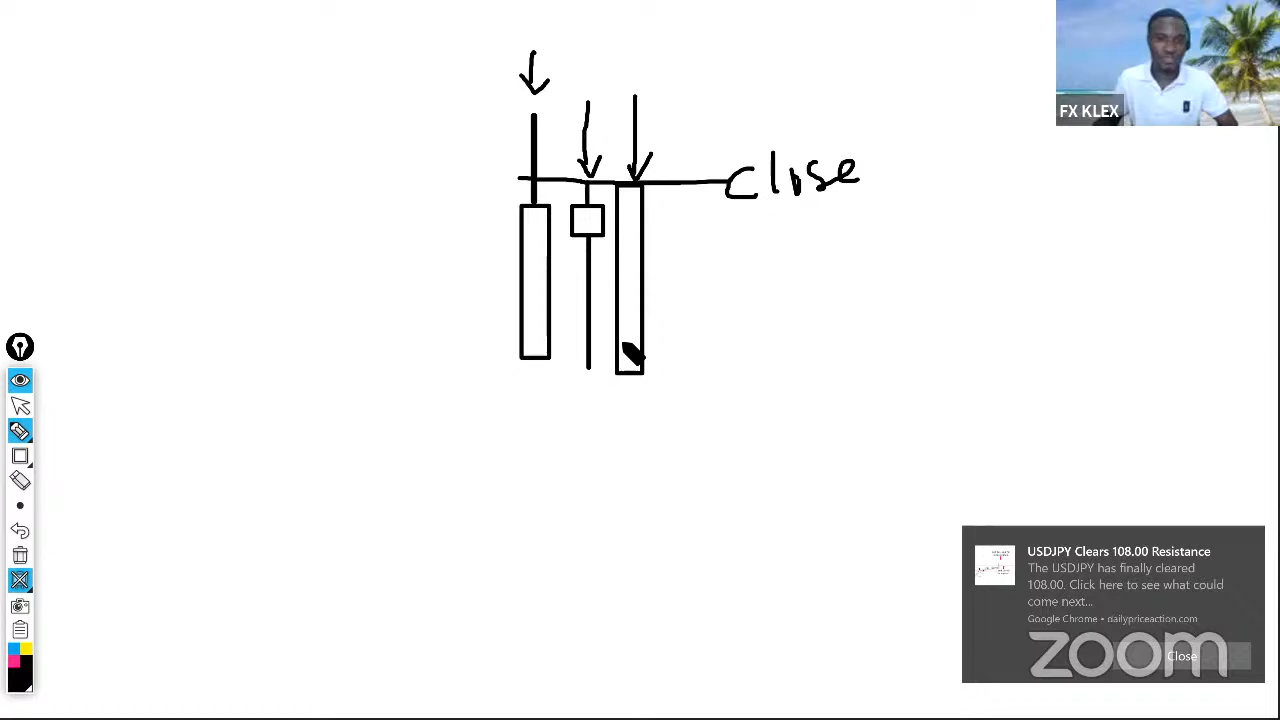 FX KLEX
Close
USDJPY Clears 108.00 Resistance
The USDJPY has finally cleared
108.00. Click here to see what could
come next...
Google Chrome • dailypriceaction.com
Close
zoom